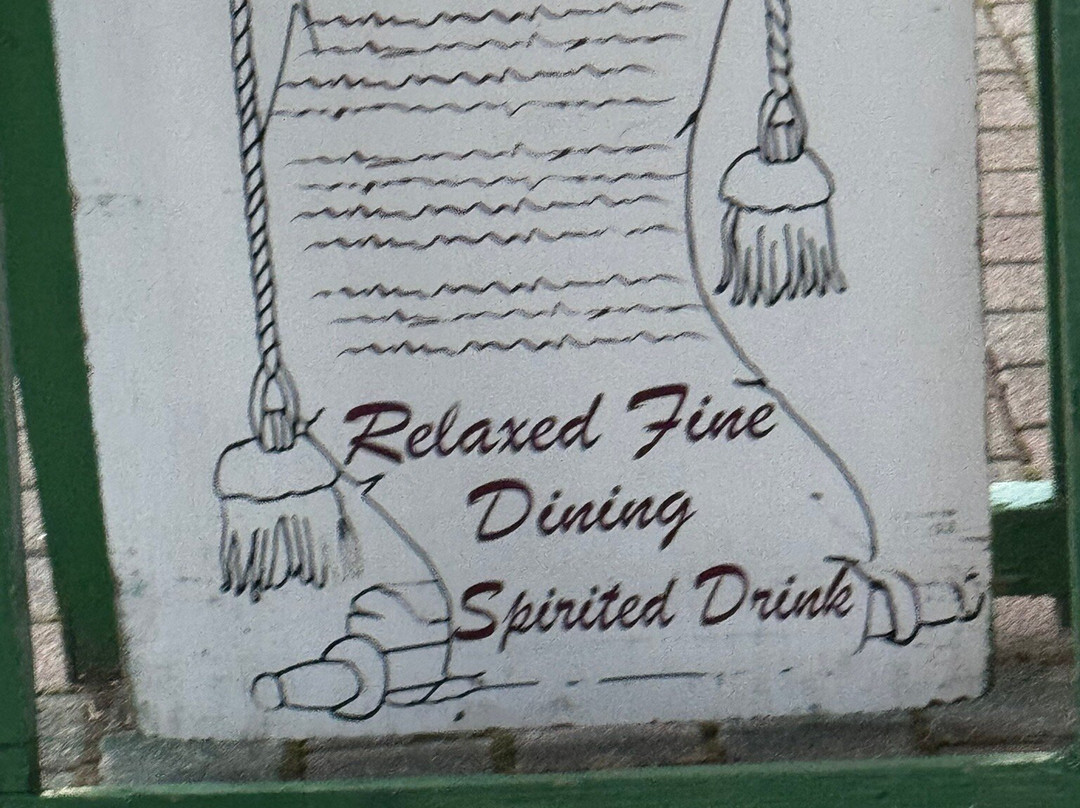 Relaxed Fine
Dining
Spirited Drink